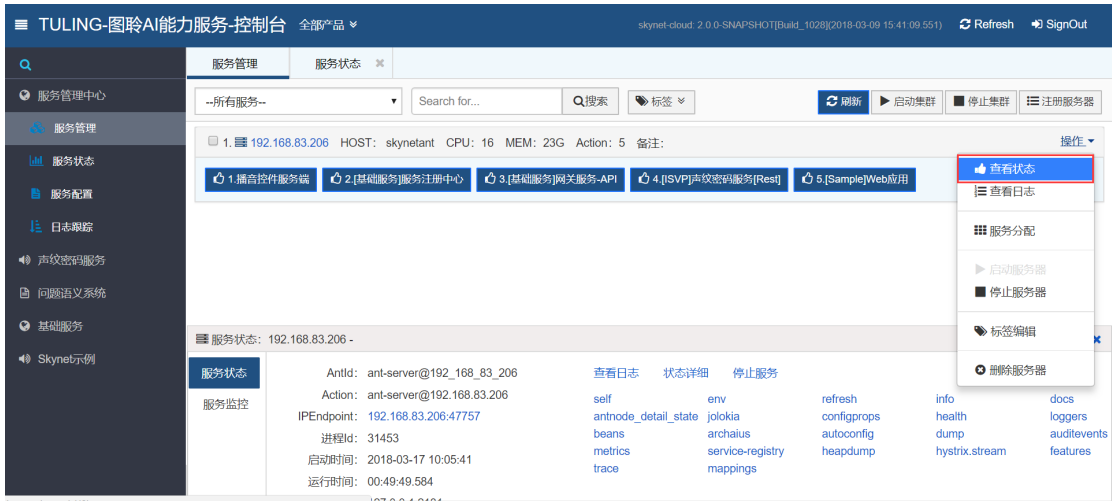 TULING-图聆AI能力服务-控制台 全部产品 skynet-cloud: 2.0.0-SNAPSHOT[Build_1028](2018-03-09 15:41:09.551) Refresh SignOut
服务管理 服务状态
服务管理中心
服务管理
服务状态
服务配置
日志跟踪
声纹密码服务
问题语义系统
基础服务
Skynet示例
--所有服务-- Search for... 搜索 标签 刷新 启动集群 停止集群 注册服务器
1. 192.168.83.206 HOST: skynetant CPU: 16 MEM: 23G Action: 5 备注: 操作
1.播音控件服务端 2.[基础服务]服务注册中心 3.[基础服务]网关服务-API 4.[ISVP]声纹密码服务[Rest] 5.[Sample]Web应用
查看状态
查看日志
服务分配
启动服务器
停止服务器
标签编辑
删除服务器
服务状态: 192.168.83.206 -
服务状态
服务监控
AntId: ant-server@192_168_83_206
Action: ant-server@192.168.83.206
IPEndpoint: 192.168.83.206:47757
进程Id: 31453
启动时间: 2018-03-17 10:05:41
运行时间: 00:49:49.584
查看日志 状态详细 停止服务
self env refresh info docs
antnode_detail_state jolokia configprops health loggers
beans archaius autoconfig dump auditevents
metrics service-registry heapdump hystrix.stream features
trace mappings